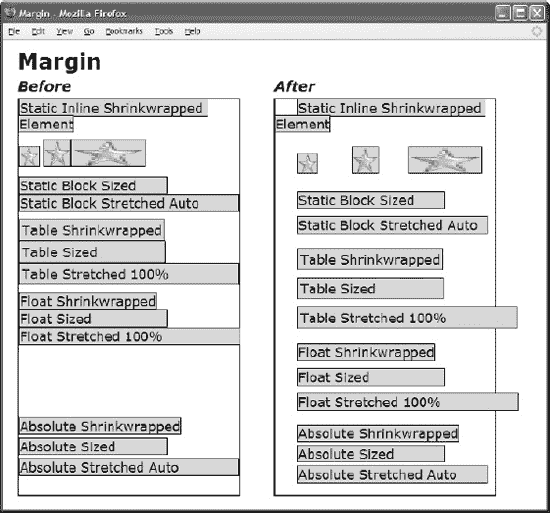 Margin - Mozilla Firefox
File Edit View Go Bookmarks Tools Help
Margin
Before
Static Inline Shrinkwrapped
Element
Static Block Sized
Static Block Stretched Auto
Table Shrinkwrapped
Table Sized
Table Stretched 100%
Float Shrinkwrapped
Float Sized
Float Stretched 100%
Absolute Shrinkwrapped
Absolute Sized
Absolute Stretched Auto
After
Static Inline Shrinkwrapped
Element
Static Block Sized
Static Block Stretched Auto
Table Shrinkwrapped
Table Sized
Table Stretched 100%
Float Shrinkwrapped
Float Sized
Float Stretched 100%
Absolute Shrinkwrapped
Absolute Sized
Absolute Stretched Auto